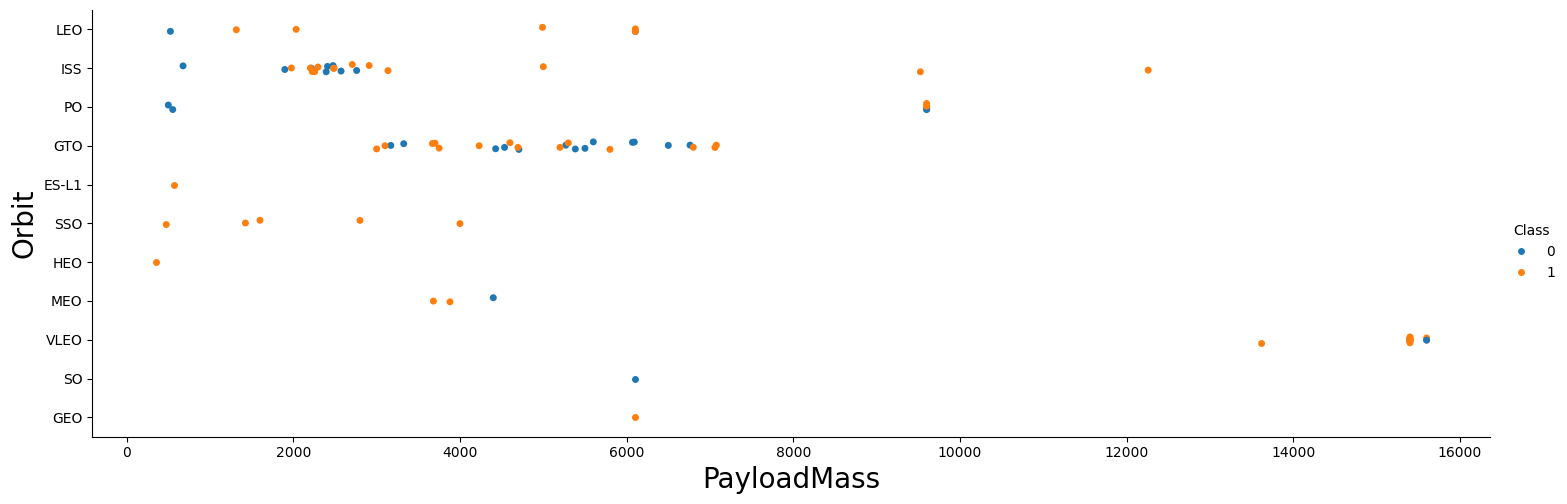 LEO
ISS
PO
GTO
ES-L1
SSO
HEO
MEO
VLEO
SO
GEO
Orbit
0 2000 4000 6000 8000 10000 12000 14000 16000
PayloadMass
Class
0
1